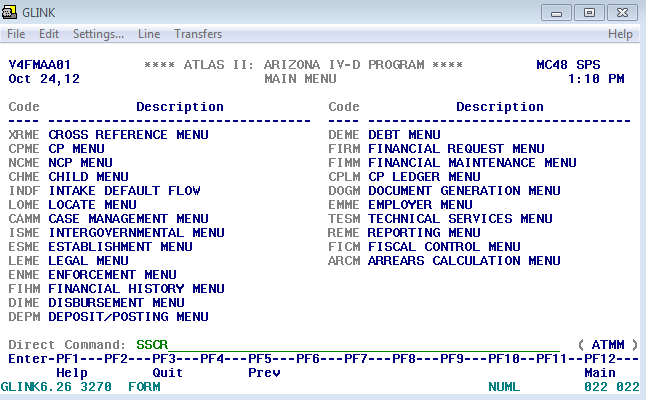 GLINK
File Edit Settings... Line Transfers Help
V4FMAA01 **** ATLAS II: ARIZONA IV-D PROGRAM **** MC48 SPS
Oct 24,12 MAIN MENU 1:10 PM
Code Description Code Description
---- --------------------------------- ---- ---------------------------------
XRME CROSS REFERENCE MENU DEME DEBT MENU
CPME CP MENU FIRM FINANCIAL REQUEST MENU
NCME NCP MENU FIMM FINANCIAL MAINTENANCE MENU
CHME CHILD MENU CPLM CP LEDGER MENU
INDF INTAKE DEFAULT FLOW DOGM DOCUMENT GENERATION MENU
LOME LOCATE MENU EMME EMPLOYER MENU
CAMM CASE MANAGEMENT MENU TESM TECHNICAL SERVICES MENU
ISME INTERGOVERNMENTAL MENU REME REPORTING MENU
ESME ESTABLISHMENT MENU FICM FISCAL CONTROL MENU
LEME LEGAL MENU ARCM ARREARS CALCULATION MENU
ENME ENFORCEMENT MENU
FIHM FINANCIAL HISTORY MENU
DIME DISBURSEMENT MENU
DEPM DEPOSIT/POSTING MENU
Direct Command: SSCR_________________________________________________ ( ATMM )
Enter-PF1---PF2---PF3---PF4---PF5---PF6---PF7---PF8---PF9---PF10--PF11--PF12---
Help Quit Prev Main
GLINK6.26 3270 FORM NUML 022 022